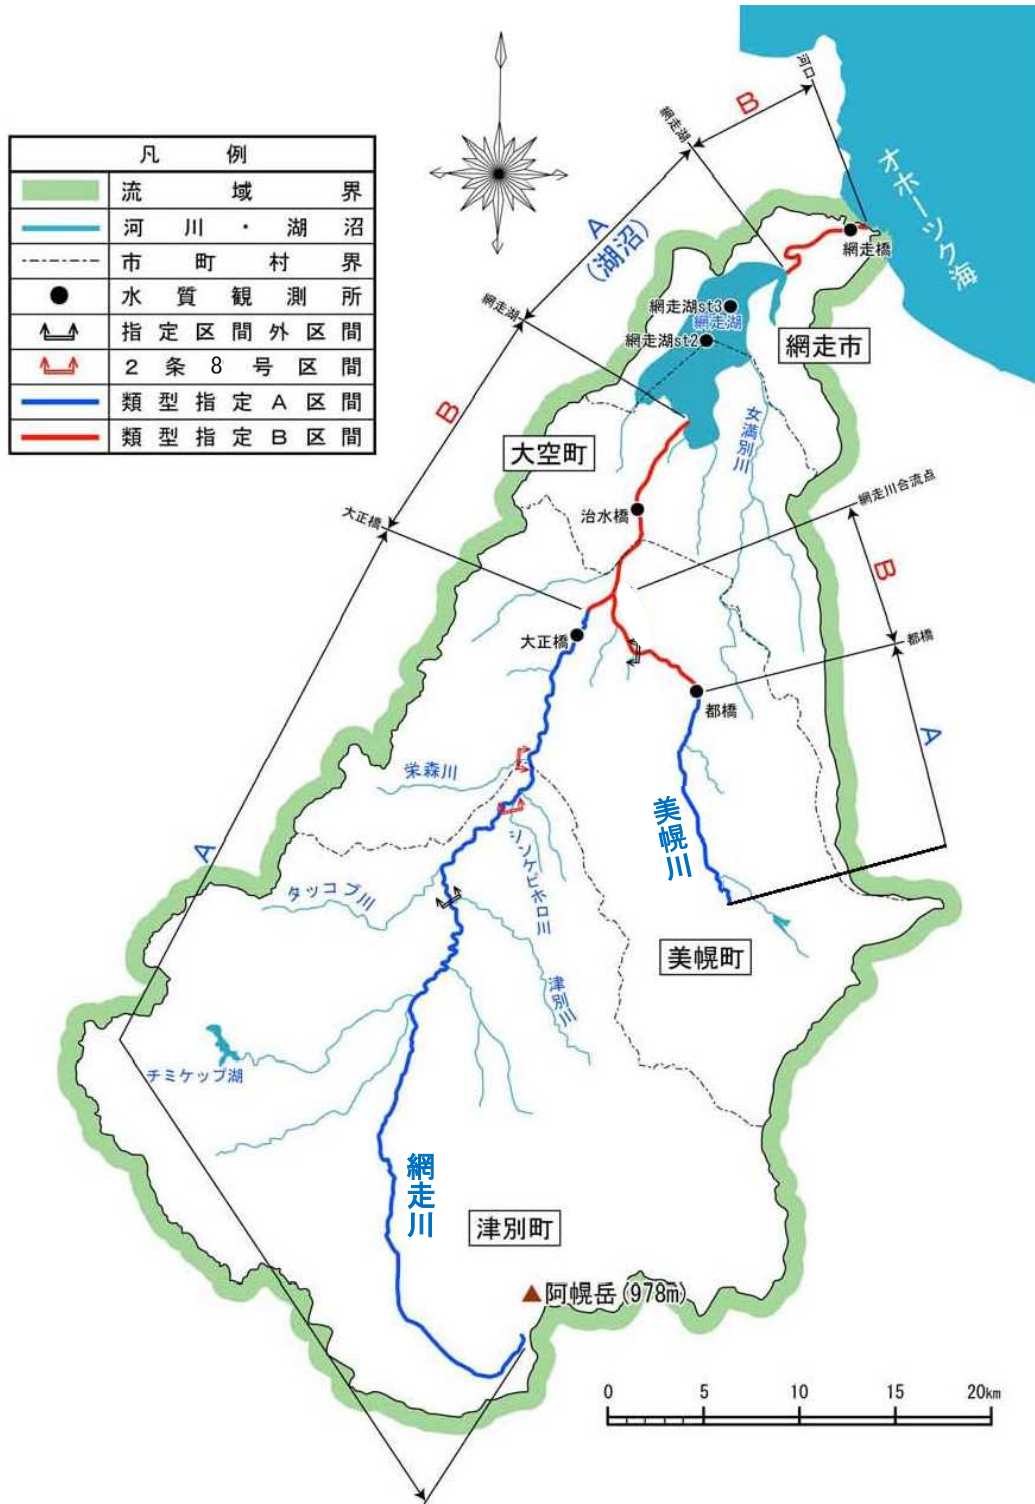 凡例
流域界
河川・湖沼
市町村界
水質観測所
指定区間外区間
2条8号区間
類型指定A区間
類型指定B区間
河口
B
網走湖
オホーツク海
A
(湖沼)
網走橋
網走湖st3
網走湖
網走湖st2
網走市
網走湖
B
女満別川
大空町
網走川合流点
治水橋
大正橋
B
大正橋
都橋
都橋
A
栄森川
美幌川
シンケピホロ川
A
タッコブ川
美幌町
津別川
チミケップ湖
網走川
津別町
阿幌岳(978m)
0 5 10 15 20km